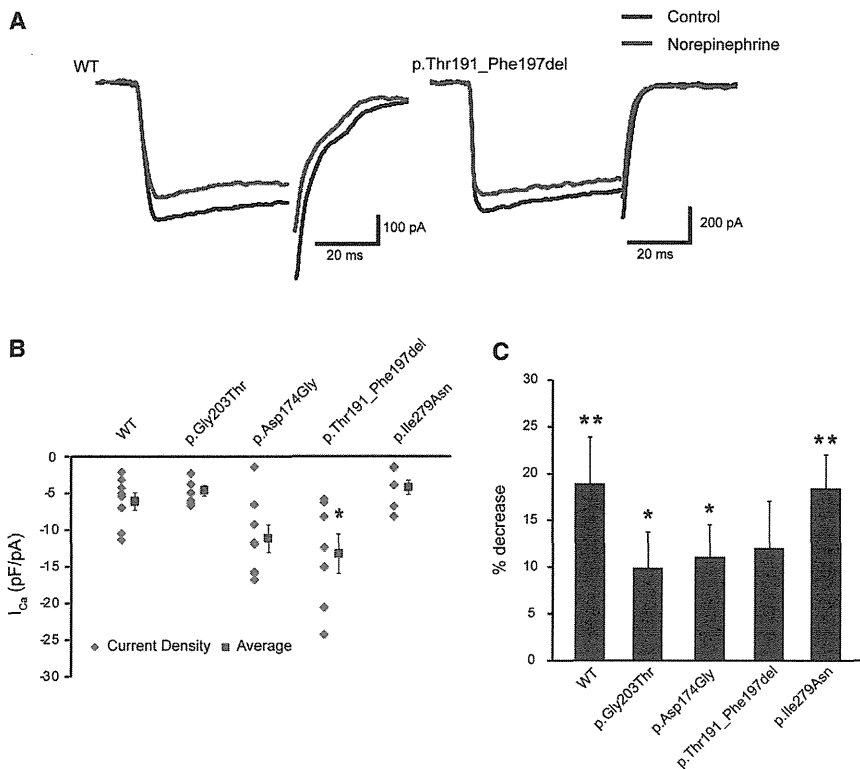 A
Control
Norepinephrine
WT
p.Thr191_Phe197del
100 pA
20 ms
200 pA
20 ms
B
WT
p.Gly203Thr
p.Asp174Gly
p.Thr191_Phe197del
p.Ile279Asn
0
-5
-10
-15
-20
-25
-30
I Ca (pF/pA)
*
Current Density
Average
C
30
25
20
15
10
5
0
% decrease
**
*
*
**
WT
p.Gly203Thr
p.Asp174Gly
p.Thr191_Phe197del
p.Ile279Asn